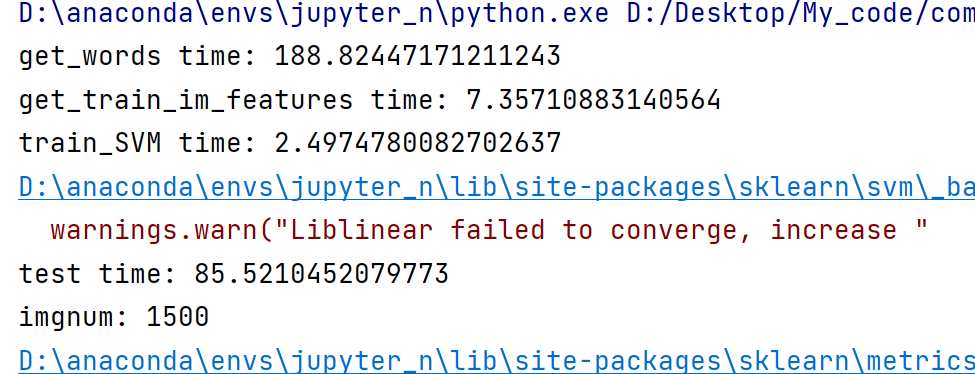 D:\anaconda\envs\jupyter_n\python.exe D:/Desktop/My_code/com
get_words time: 188.82447171211243
get_train_im_features time: 7.35710883140564
train_SVM time: 2.4974780082702637
D:\anaconda\envs\jupyter_n\lib\site-packages\sklearn\svm\_ba
  warnings.warn("Liblinear failed to converge, increase "
test time: 85.5210452079773
imgnum: 1500
D:\anaconda\envs\jupyter_n\lib\site-packages\sklearn\metrics